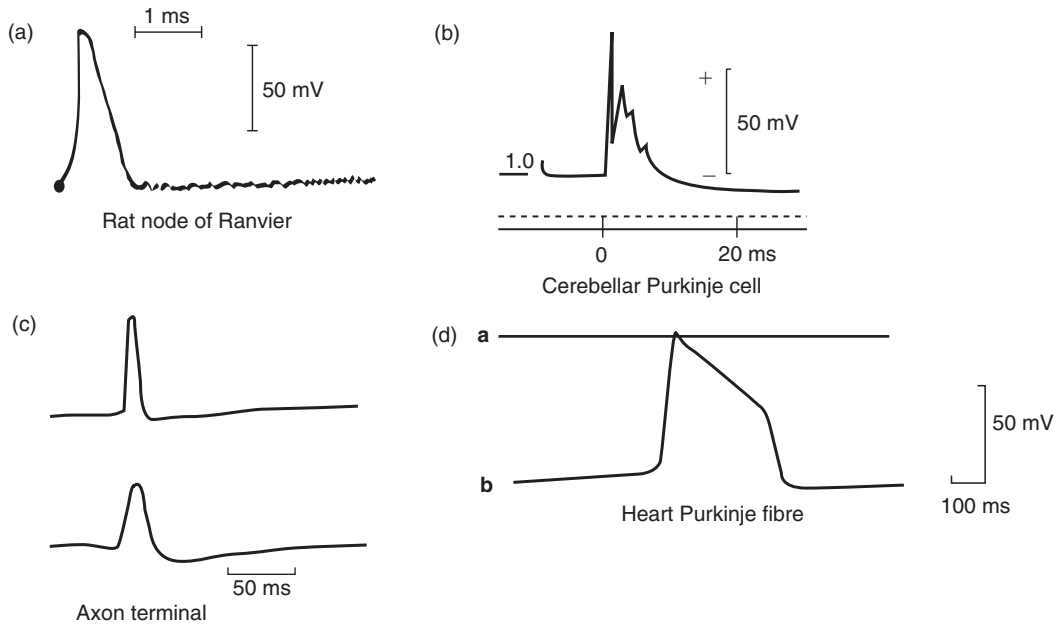 (a)
1 ms
50 mV
Rat node of Ranvier
(b)
+
50 mV
1.0
−
0
20 ms
Cerebellar Purkinje cell
(c)
50 ms
Axon terminal
(d)
a
50 mV
b
100 ms
Heart Purkinje fibre